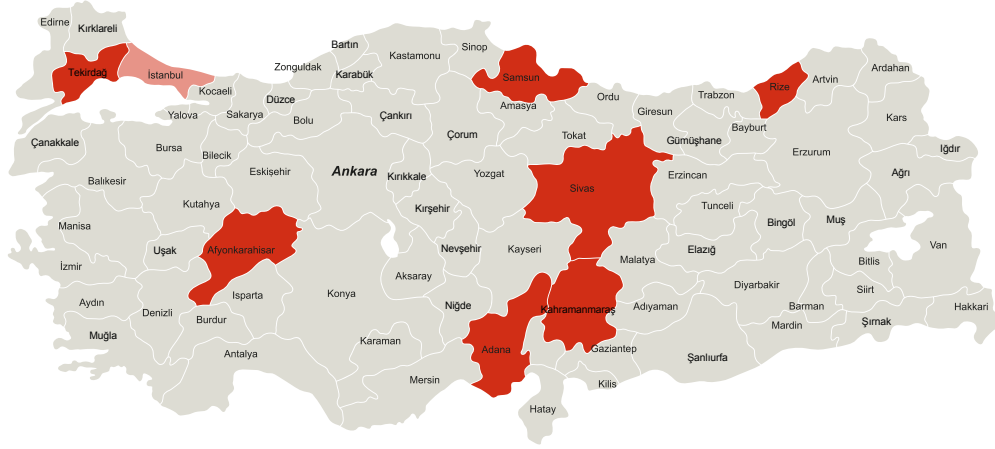 Edirne
Kırklareli
Tekirdağ
İstanbul
Kocaeli
Yalova
Sakarya
Düzce
Zonguldak
Bartın
Karabük
Bolu
Kastamonu
Sinop
Samsun
Amasya
Ordu
Giresun
Trabzon
Rize
Artvin
Ardahan
Kars
Çanakkale
Bursa
Bilecik
Eskişehir
Ankara
Çankırı
Çorum
Tokat
Gümüşhane
Bayburt
Erzurum
Iğdır
Ağrı
Balıkesir
Kutahya
Kırıkkale
Yozgat
Sivas
Erzincan
Manisa
Uşak
Afyonkarahisar
Kırşehir
Nevşehir
Kayseri
Tunceli
Bingöl
Muş
Elazığ
Malatya
Van
Bitlis
İzmir
Aydın
Denizli
Isparta
Burdur
Konya
Aksaray
Niğde
Kahramanmaraş
Adıyaman
Diyarbakir
Siirt
Barman
Mardin
Şırnak
Hakkari
Muğla
Antalya
Karaman
Mersin
Adana
Gaziantep
Kilis
Hatay
Şanlıurfa